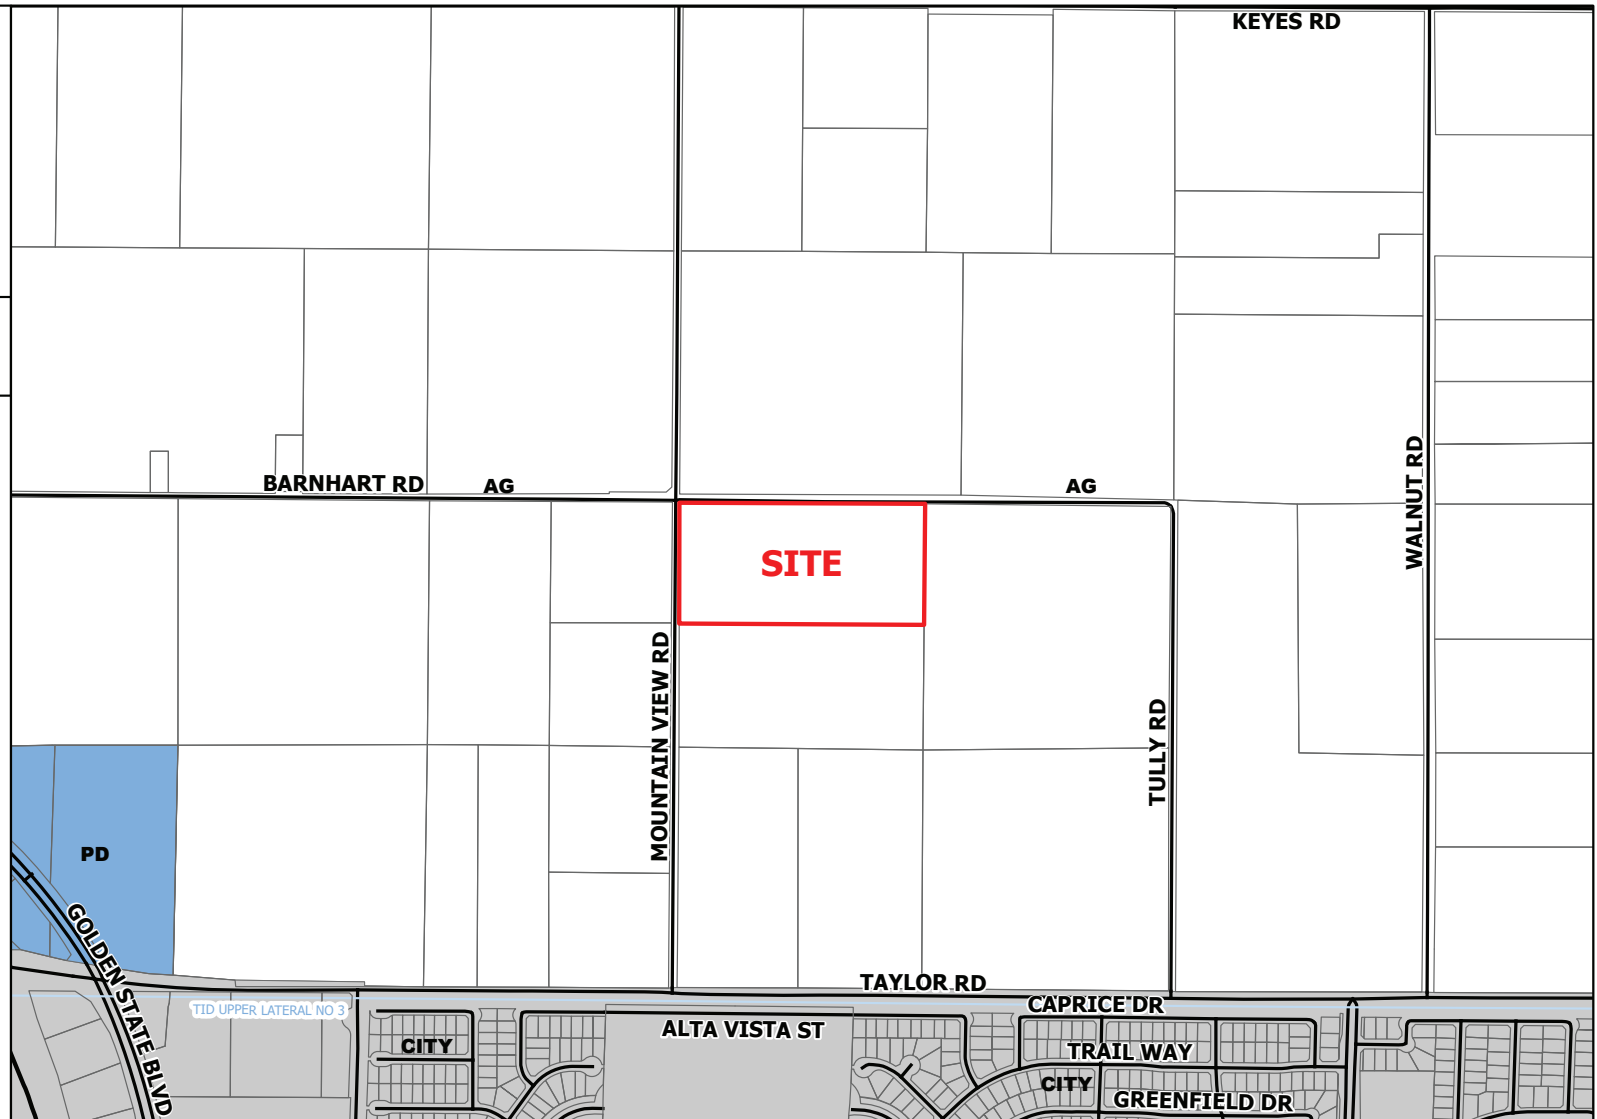 KEYES RD
BARNHART RD
AG
AG
WALNUT RD
SITE
MOUNTAIN VIEW RD
TULLY RD
PD
GOLDEN STATE BLVD
TAYLOR RD
CAPRICE DR
TID UPPER LATERAL NO 3
ALTA VISTA ST
CITY
TRAIL WAY
CITY
GREENFIELD DR